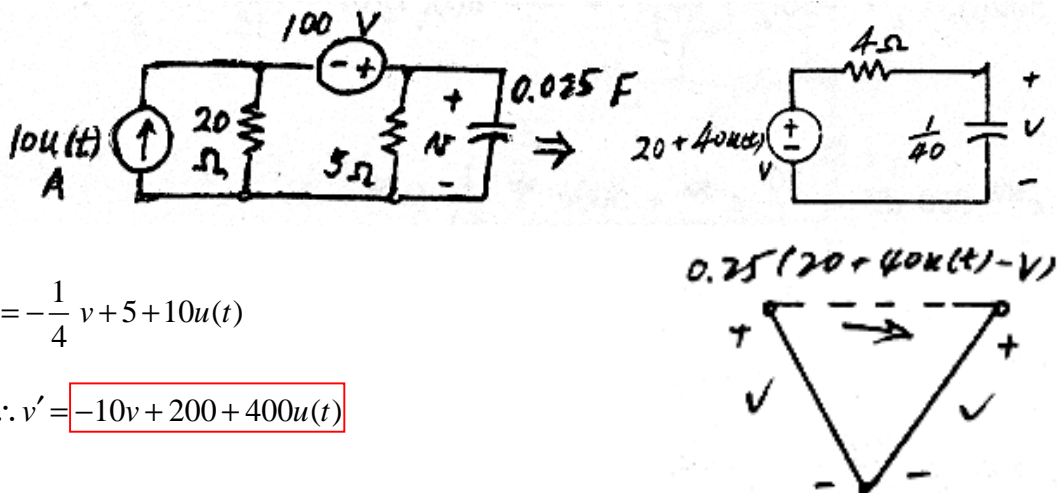 100 V
10u(t)
A
20
Ω
- +
5Ω
+
v
-
0.025 F
⇒
20+40u(t)
V
+
-
4Ω
1/40
+
v
-
= -1/4 v + 5 + 10u(t)
∴ v′ = -10v + 200 + 400u(t)
0.25(20+40u(t)-v)
+
v
-
+
v
-